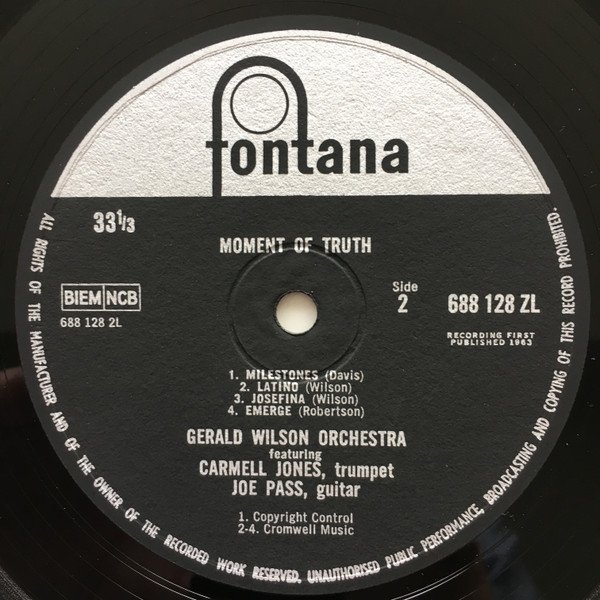 fontana
33 1/3
MOMENT OF TRUTH
BIEM NCB
688 128 2L
Side
2
688 128 ZL
RECORDING FIRST
PUBLISHED 1963
1. MILESTONES (Davis)
2. LATINO (Wilson)
3. JOSEFINA (Wilson)
4. EMERGE (Robertson)
GERALD WILSON ORCHESTRA
featuring
CARMELL JONES, trumpet
JOE PASS, guitar
1. Copyright Control
2-4. Cromwell Music
ALL RIGHTS OF THE MANUFACTURER AND OF THE OWNER OF THE RECORDED WORK RESERVED. UNAUTHORISED PUBLIC PERFORMANCE, BROADCASTING AND COPYING OF THIS RECORD PROHIBITED.